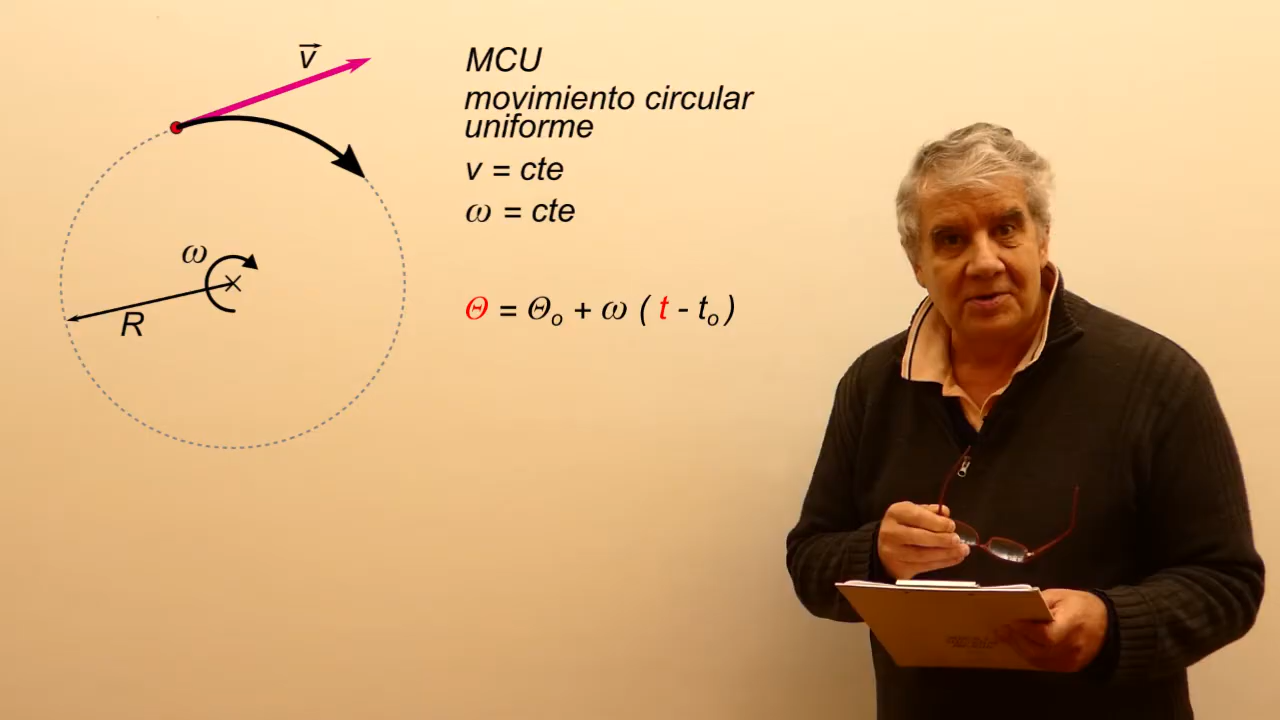 v⃗
MCU
movimiento circular
uniforme
v = cte
ω = cte
ω
R
Θ = Θₒ + ω ( t - tₒ )